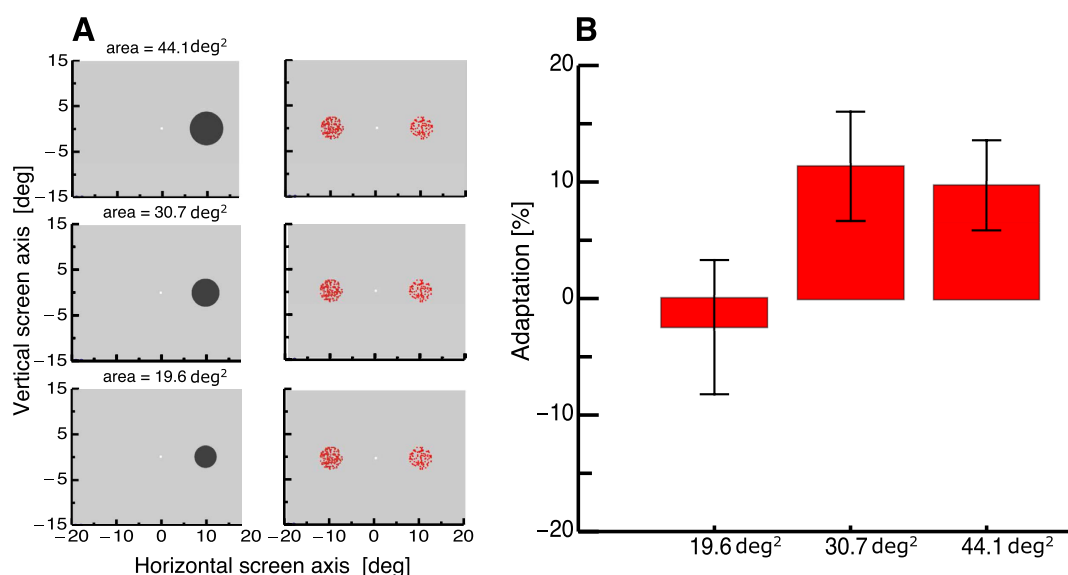 A
area = 44.1 deg²
15
5
−5
−15
area = 30.7 deg²
15
5
−5
−15
area = 19.6 deg²
15
5
−5
−15
−20 −10 0 10 20
−20 −10 0 10 20
Vertical screen axis [deg]
Horizontal screen axis [deg]
B
20
10
0
−10
−20
Adaptation [%]
19.6 deg² 30.7 deg² 44.1 deg²